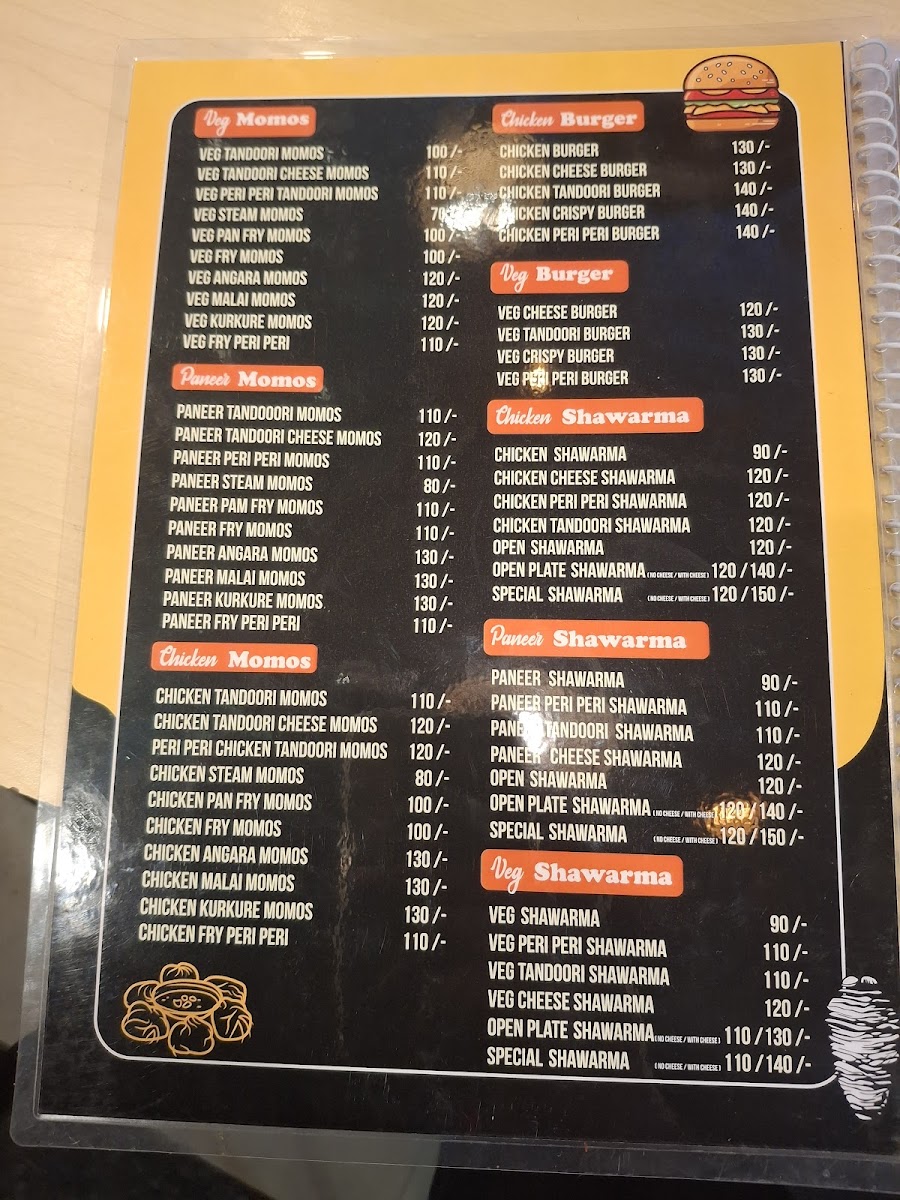 Veg Momos
VEG TANDOORI MOMOS 100 /-
VEG TANDOORI CHEESE MOMOS 110 /-
VEG PERI PERI TANDOORI MOMOS 110 /-
VEG STEAM MOMOS 70
VEG PAN FRY MOMOS 100 /-
VEG FRY MOMOS 100 /-
VEG ANGARA MOMOS 120 /-
VEG MALAI MOMOS 120 /-
VEG KURKURE MOMOS 120 /-
VEG FRY PERI PERI 110 /-
Paneer Momos
PANEER TANDOOORI MOMOS 110 /-
PANEER TANDOORI CHEESE MOMOS 120 /-
PANEER PERI PERI MOMOS 110 /-
PANEER STEAM MOMOS 80 /-
PANEER PAM FRY MOMOS 110 /-
PANEER FRY MOMOS 110 /-
PANEER ANGARA MOMOS 130 /-
PANEER MALAI MOMOS 130 /-
PANEER KURKURE MOMOS 130 /-
PANEER FRY PERI PERI 110 /-
Chicken Momos
CHICKEN TANDOORI MOMOS 110 /-
CHICKEN TANDOORI CHEESE MOMOS 120 /-
PERI PERI CHICKEN TANDOORI MOMOS 120 /-
CHICKEN STEAM MOMOS 80 /-
CHICKEN PAN FRY MOMOS 100 /-
CHICKEN FRY MOMOS 100 /-
CHICKEN ANGARA MOMOS 130 /-
CHICKEN MALAI MOMOS 130 /-
CHICKEN KURKURE MOMOS 130 /-
CHICKEN FRY PERI PERI 110 /-
Chicken Burger
CHICKEN BURGER 130 /-
CHICKEN CHEESE BURGER 130 /-
CHICKEN TANDOORI BURGER 140 /-
CHICKEN CRISPY BURGER 140 /-
CHICKEN PERI PERI BURGER 140 /-
Veg Burger
VEG CHEESE BURGER 120 /-
VEG TANDOORI BURGER 130 /-
VEG CRISPY BURGER 130 /-
VEG PERI PERI BURGER 130 /-
Chicken Shawarma
CHICKEN SHAWARMA 90 /-
CHICKEN CHEESE SHAWARMA 120 /-
CHICKEN PERI PERI SHAWARMA 120 /-
CHICKEN TANDOORI SHAWARMA 120 /-
OPEN SHAWARMA 120 /-
OPEN PLATE SHAWARMA ( NO CHEESE / WITH CHEESE ) 120 / 140 /-
SPECIAL SHAWARMA ( NO CHEESE / WITH CHEESE ) 120 / 150 /-
Paneer Shawarma
PANEER SHAWARMA 90 /-
PANEER PERI PERI SHAWARMA 110 /-
PANEER TANDOORI SHAWARMA 110 /-
PANEER CHEESE SHAWARMA 120 /-
OPEN SHAWARMA 120 /-
OPEN PLATE SHAWARMA ( NO CHEESE / WITH CHEESE ) 120 / 140 /-
SPECIAL SHAWARMA ( NO CHEESE / WITH CHEESE ) 120 / 150 /-
Veg Shawarma
VEG SHAWARMA 90 /-
VEG PERI PERI SHAWARMA 110 /-
VEG TANDOORI SHAWARMA 110 /-
VEG CHEESE SHAWARMA 120 /-
OPEN PLATE SHAWARMA ( NO CHEESE / WITH CHEESE ) 110 / 130 /-
SPECIAL SHAWARMA ( NO CHEESE / WITH CHEESE ) 110 / 140 /-